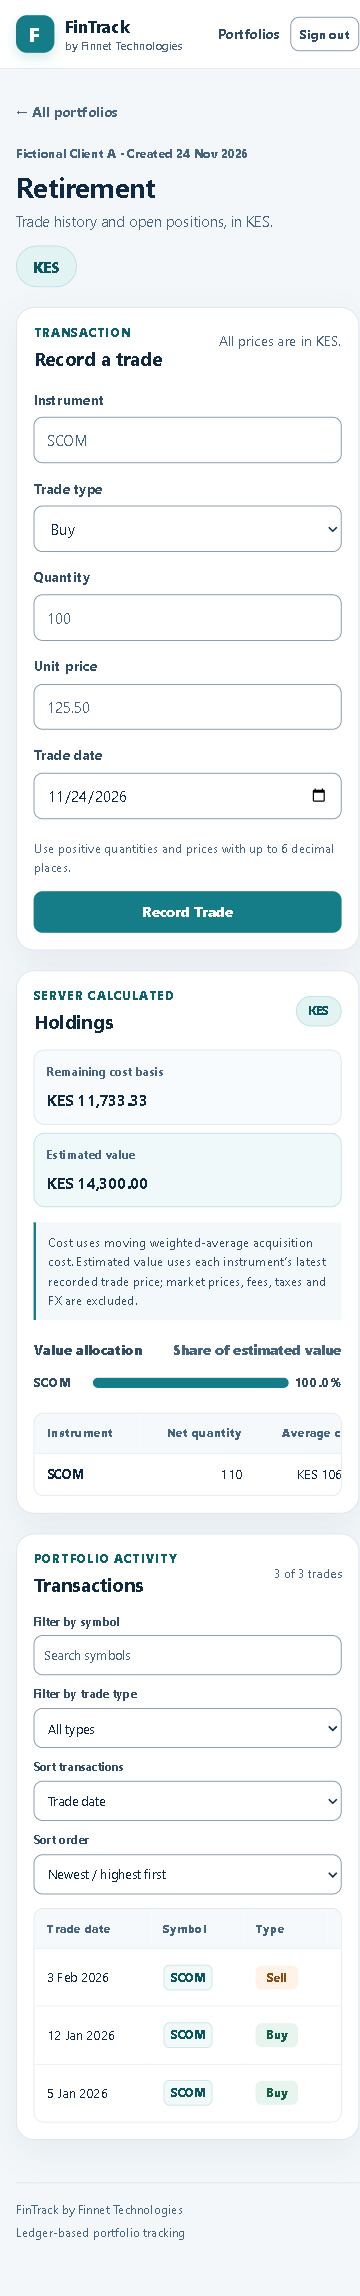 F
FinTrack
by Finnet Technologies
Portfolios
Sign out
← All portfolios
Fictional Client A · Created 24 Nov 2026
Retirement
Trade history and open positions, in KES.
KES
TRANSACTION
Record a trade
All prices are in KES.
Instrument
SCOM
Trade type
Buy
Quantity
100
Unit price
125.50
Trade date
11/24/2026
Use positive quantities and prices with up to 6 decimal
places.
Record Trade
SERVER CALCULATED
Holdings
KES
Remaining cost basis
KES 11,733.33
Estimated value
KES 14,300.00
Cost uses moving weighted-average acquisition
cost. Estimated value uses each instrument's latest
recorded trade price; market prices, fees, taxes and
FX are excluded.
Value allocation Share of estimated value
SCOM 100.0%
Instrument Net quantity Average c
SCOM 110 KES 106
PORTFOLIO ACTIVITY
Transactions
3 of 3 trades
Filter by symbol
Search symbols
Filter by trade type
All types
Sort transactions
Trade date
Sort order
Newest / highest first
Trade date Symbol Type
3 Feb 2026 SCOM Sell
12 Jan 2026 SCOM Buy
5 Jan 2026 SCOM Buy
FinTrack by Finnet Technologies
Ledger-based portfolio tracking